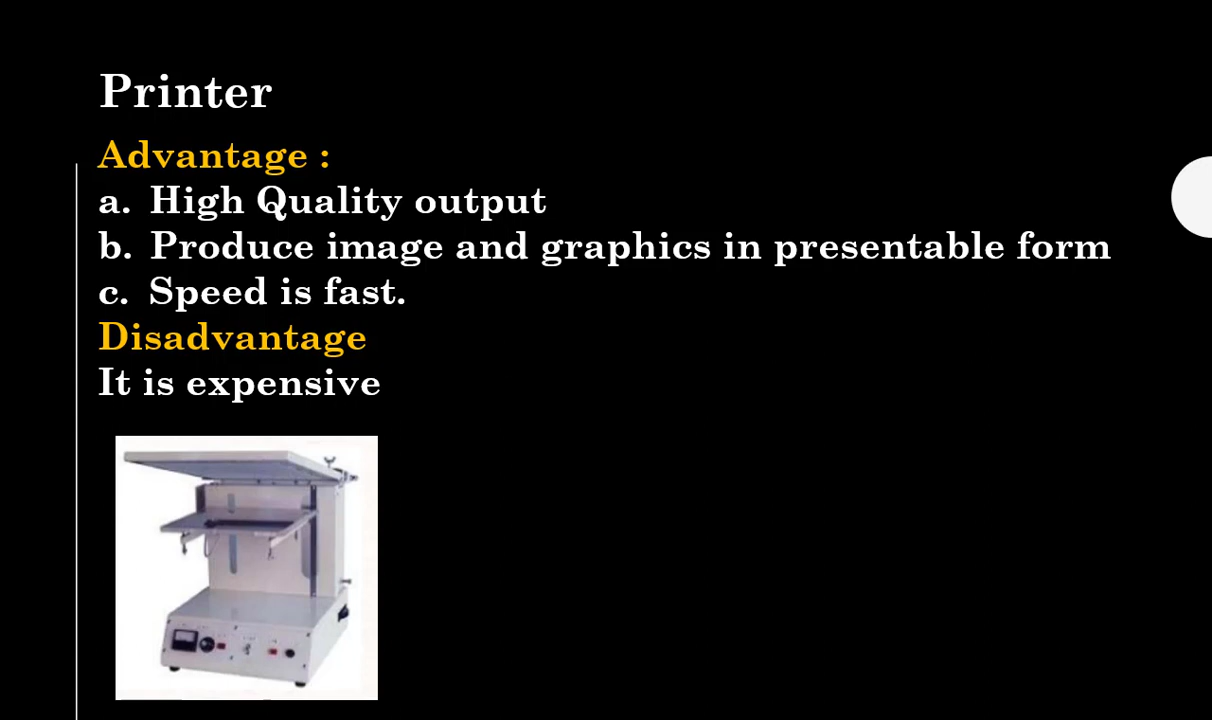 Printer
Advantage :
a. High Quality output
b. Produce image and graphics in presentable form
c. Speed is fast.
Disadvantage
It is expensive